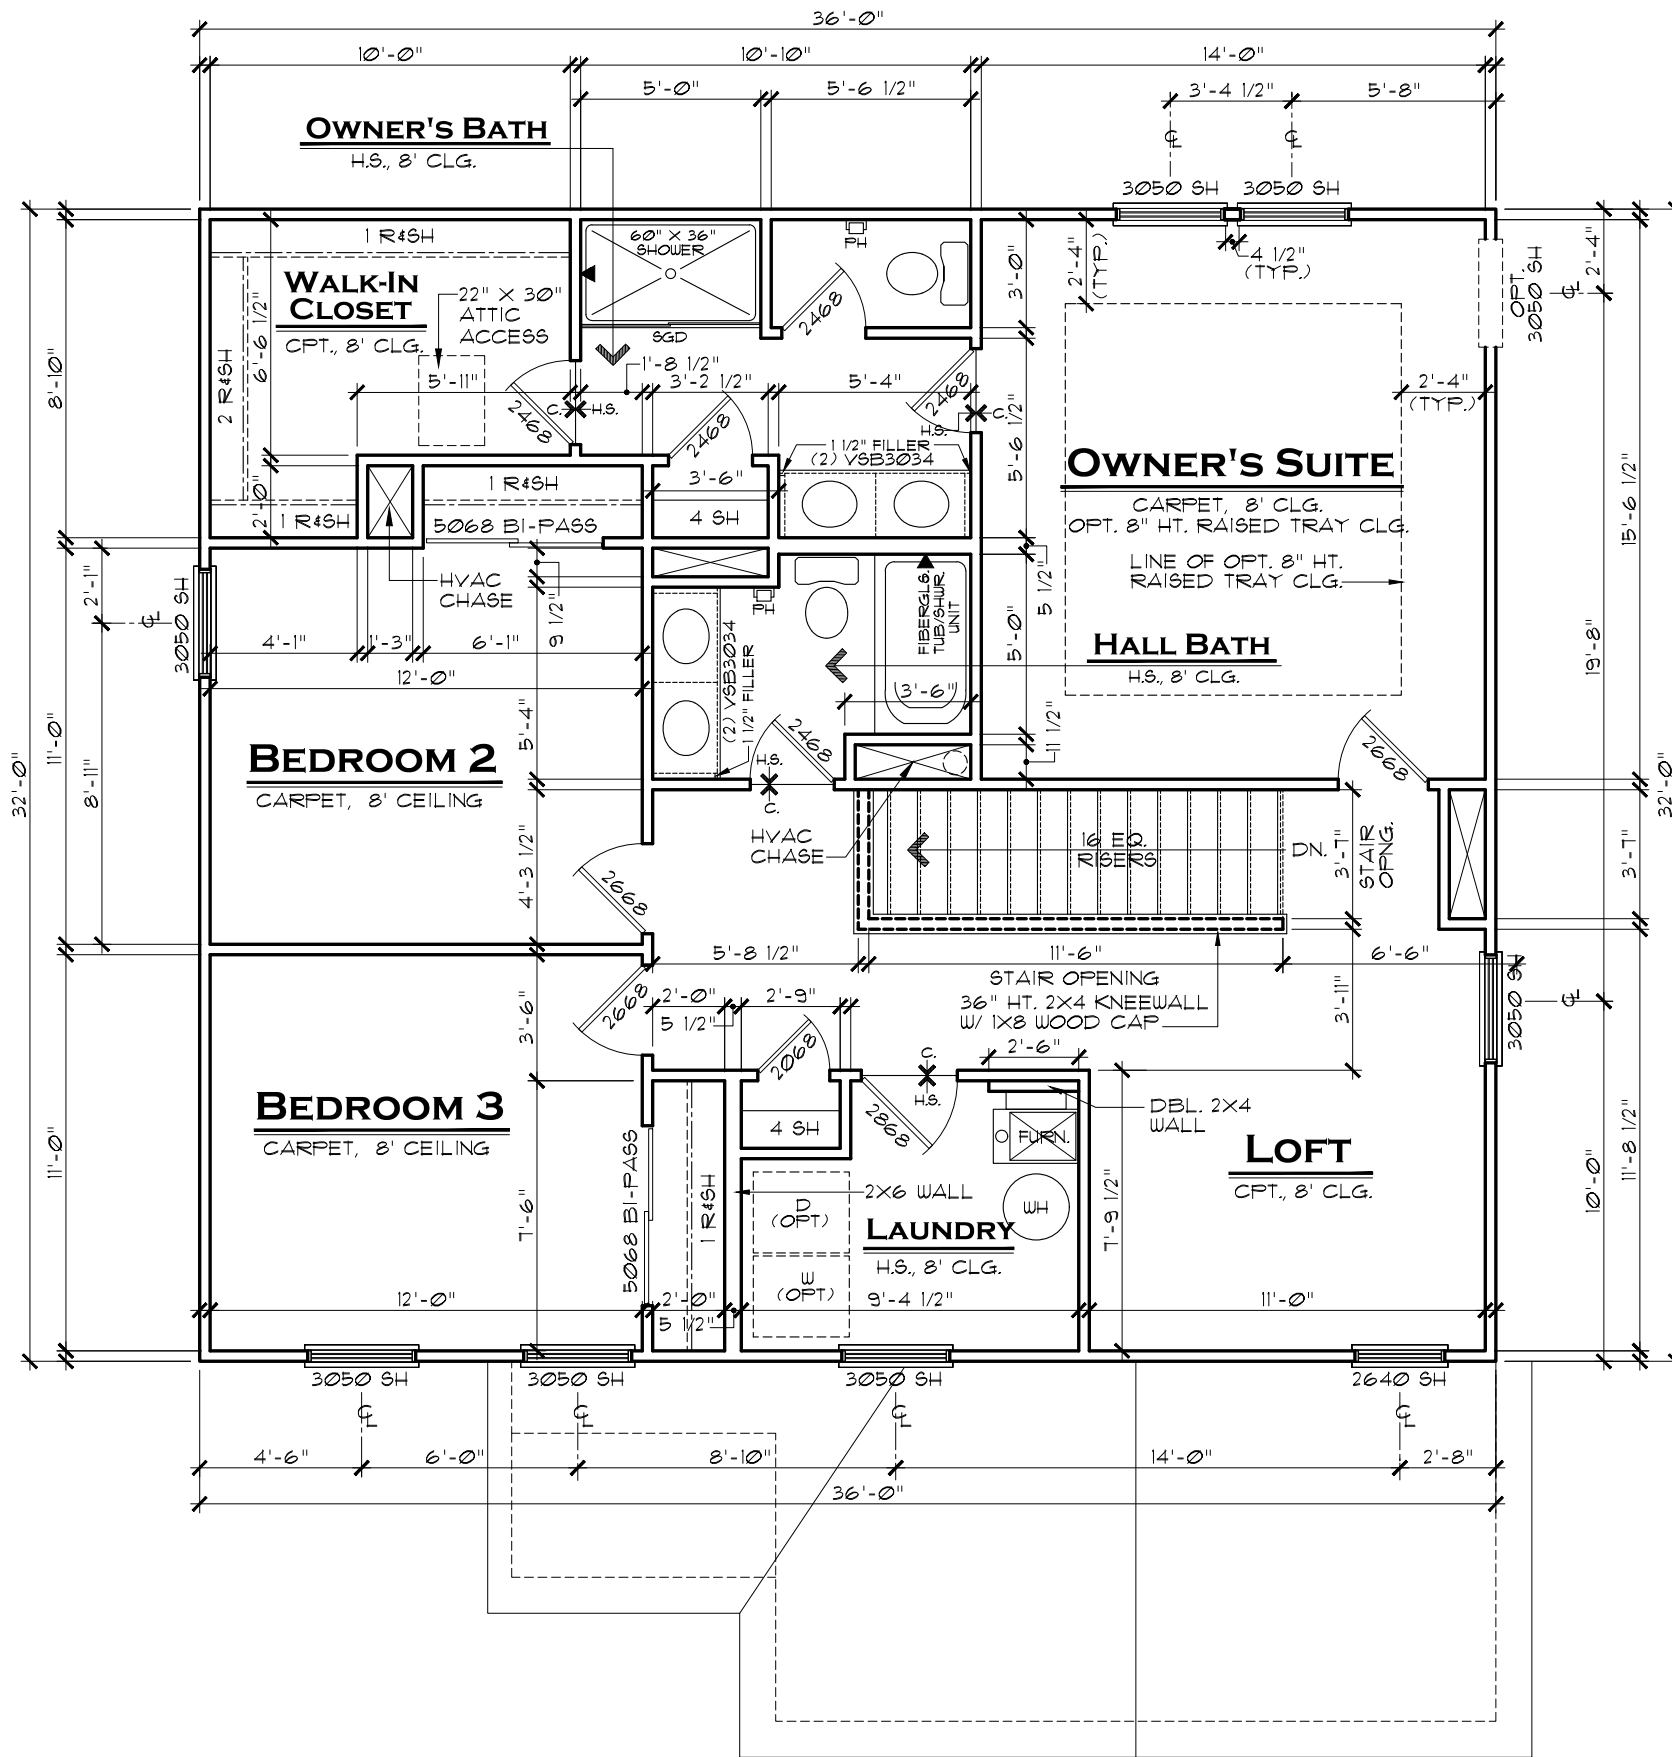 36'-0"
10'-0"
10'-10"
14'-0"
5'-0"
5'-6 1/2"
3'-4 1/2"
5'-8"
OWNER'S BATH
H.S., 8' CLG.
3050 SH
3050 SH
1 R&SH
60" X 36"
SHOWER
PH
2'-4"
(TYP.)
4 1/2"
(TYP.)
OPT.
3050 SH
2'-4"
WALK-IN
CLOSET
CPT., 8' CLG.
22" X 30"
ATTIC
ACCESS
6'-6 1/2"
2 R&SH
2468
3'-0"
SGD
8'-10"
5'-11"
1'-8 1/2"
3'-2 1/2"
5'-4"
2'-4"
(TYP.)
2468
C.
H.S.
2468
2468
C.
H.S.
5'-6 1/2"
1 1/2" FILLER
(2) VSB3034
OWNER'S SUITE
CARPET, 8' CLG.
OPT. 8" HT. RAISED TRAY CLG.
15'-6 1/2"
3'-6"
4 SH
1 R&SH
1 R&SH
2'-0"
5068 BI-PASS
LINE OF OPT. 8" HT.
RAISED TRAY CLG.
HVAC
CHASE
2'-1"
9 1/2"
5 1/2"
PH
FIBERGLS.
TUB/SHWR.
UNIT
3050 SH
4'-1"
1'-3"
6'-1"
12'-0"
(2) VSB3034
1 1/2" FILLER
5'-0"
HALL BATH
H.S., 8' CLG.
3'-6"
19'-8"
11'-0"
8'-11"
32'-0"
BEDROOM 2
CARPET, 8' CEILING
5'-4"
2468
H.S.
C.
11 1/2"
2668
32'-0"
HVAC
CHASE
16 EQ.
RISERS
DN.
3'-7"
STAIR
OPNG.
3'-7"
4'-3 1/2"
2668
5'-8 1/2"
11'-6"
STAIR OPENING
6'-6"
36" HT. 2X4 KNEEWALL
W/ 1X8 WOOD CAP
3050 SH
2668
3'-6"
2'-0"
5 1/2"
2'-9"
3'-11"
2068
C.
H.S.
2'-6"
BEDROOM 3
CARPET, 8' CEILING
4 SH
2868
FURN.
DBL. 2X4
WALL
LOFT
CPT., 8' CLG.
11'-0"
5068 BI-PASS
1 R&SH
2X6 WALL
D
(OPT)
WH
LAUNDRY
H.S., 8' CLG.
7'-9 1/2"
10'-0"
11'-8 1/2"
7'-6"
W
(OPT)
12'-0"
2'-0"
5 1/2"
9'-4 1/2"
11'-0"
3050 SH
3050 SH
3050 SH
2640 SH
4'-6"
6'-0"
8'-10"
14'-0"
2'-8"
36'-0"